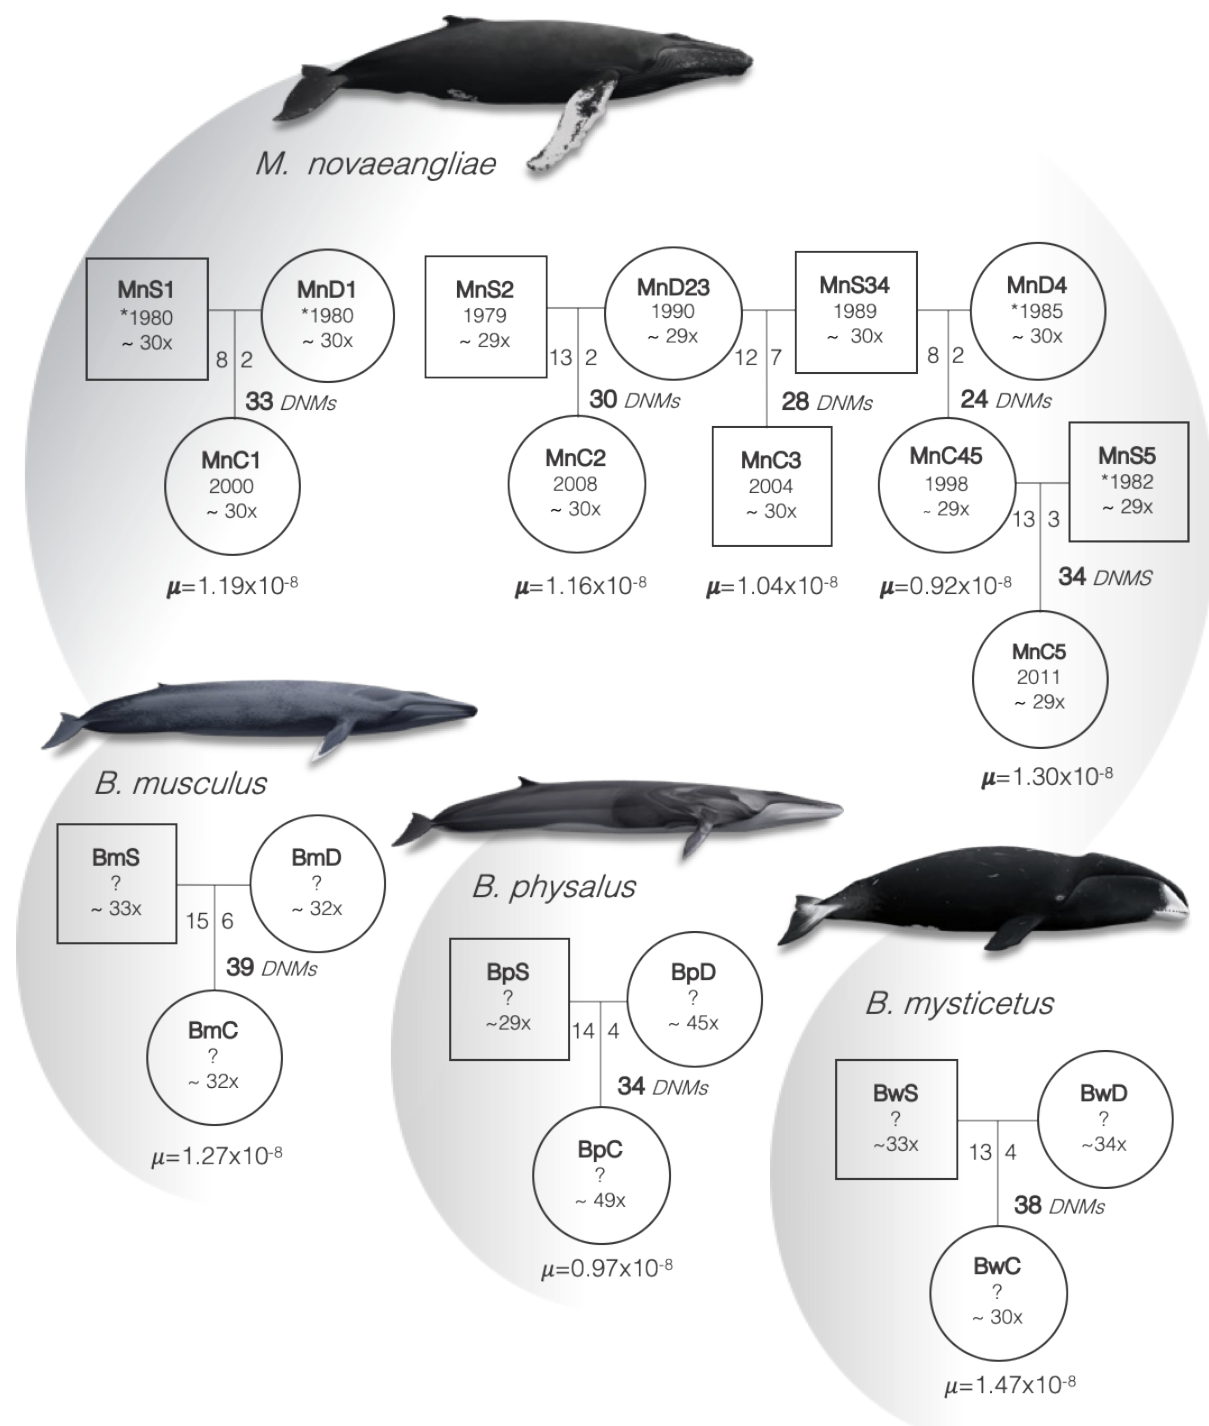 M. novaeangliae
MnS1
*1980
~ 30x
MnD1
*1980
~ 30x
8 2
33 DNMs
MnC1
2000
~ 30x
μ=1.19x10-8
MnS2
1979
~ 29x
MnD23
1990
~ 29x
13 2
30 DNMs
MnC2
2008
~ 30x
μ=1.16x10-8
MnS34
1989
~ 30x
12 7
28 DNMs
MnC3
2004
~ 30x
μ=1.04x10-8
MnD4
*1985
~ 30x
8 2
24 DNMs
MnC45
1998
~ 29x
μ=0.92x10-8
MnS5
*1982
~ 29x
13 3
34 DNMS
MnC5
2011
~ 29x
μ=1.30x10-8
B. musculus
BmS
?
~ 33x
BmD
?
~ 32x
15 6
39 DNMs
BmC
?
~ 32x
μ=1.27x10-8
B. physalus
BpS
?
~29x
BpD
?
~ 45x
14 4
34 DNMs
BpC
?
~ 49x
μ=0.97x10-8
B. mysticetus
BwS
?
~33x
BwD
?
~34x
13 4
38 DNMs
BwC
?
~ 30x
μ=1.47x10-8